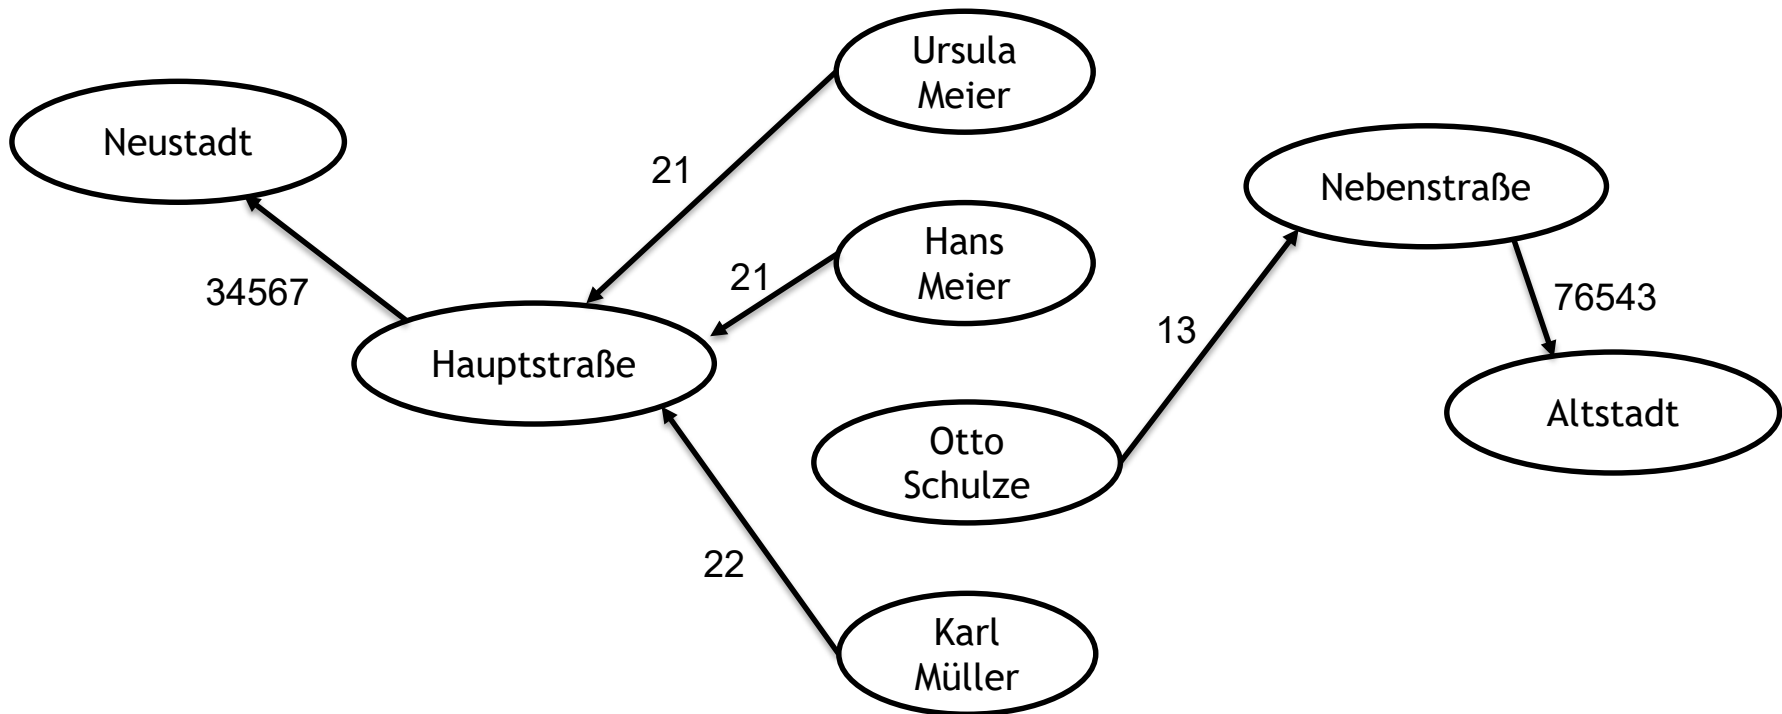 Ursula
Meier
Neustadt
21
Nebenstraße
Hans
Meier
21
34567
76543
13
Hauptstraße
Altstadt
Otto
Schulze
22
Karl
Müller